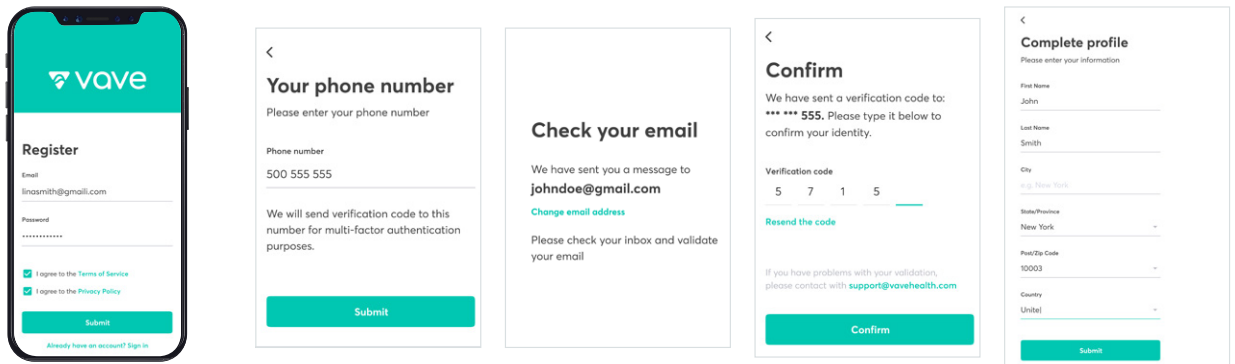 vave
Register
Email
linasmith@gmaili.com
Password
••••••••••••
I agree to the Terms of Service
I agree to the Privacy Policy
Submit
Already have an account? Sign in
Your phone number
Please enter your phone number
Phone number
500 555 555
We will send verification code to this
number for multi-factor authentication
purposes.
Submit
Check your email
We have sent you a message to
johndoe@gmail.com
Change email address
Please check your inbox and validate
your email
Confirm
We have sent a verification code to:
*** *** 555. Please type it below to
confirm your identity.
Verification code
5 7 1 5
Resend the code
If you have problems with your validation,
please contact with support@vavehealth.com
Confirm
Complete profile
Please enter your information
First Name
John
Last Name
Smith
City
e.g. New York
State/Province
New York
Post/Zip Code
10003
Country
Unite
Submit